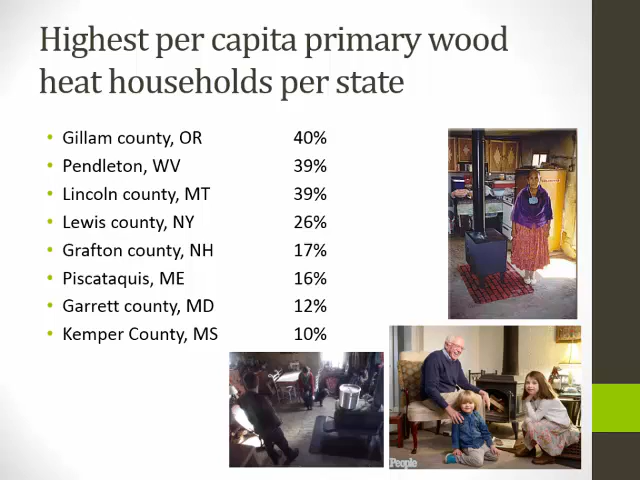 Highest per capita primary wood
heat households per state
• Gillam county, OR 40%
• Pendleton, WV 39%
• Lincoln county, MT 39%
• Lewis county, NY 26%
• Grafton county, NH 17%
• Piscataquis, ME 16%
• Garrett county, MD 12%
• Kemper County, MS 10%
People